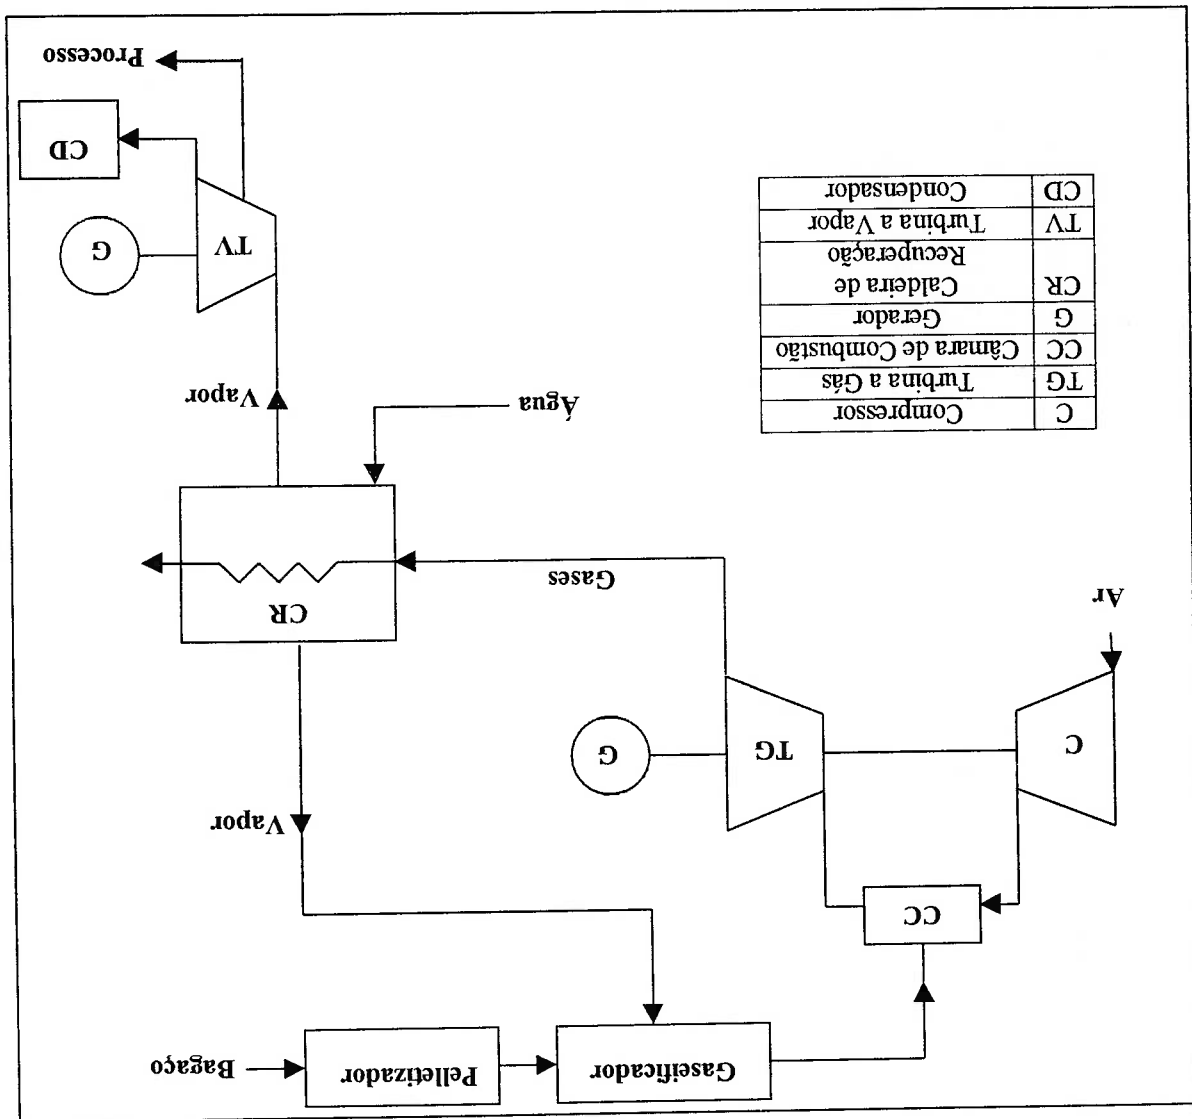 Gaseificador
Pelletizador
Bagaço
CC
Vapor
C
TG
G
Ar
CR
Gases
Água
Vapor
C Compressor
TG Turbina a Gás
CC Câmara de Combustão
G Gerador
CR Caldeira de
Recuperação
TV Turbina a Vapor
CD Condensador
TV
G
CD
Processo